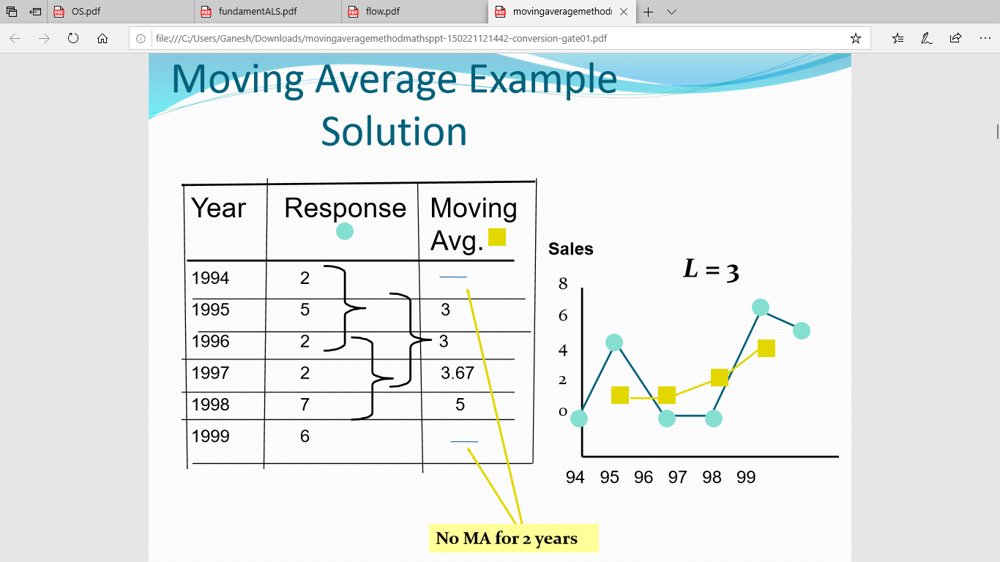 OS.pdf
fundamentALS.pdf
flow.pdf
movingaveragemethodm
file:///C:/Users/Ganesh/Downloads/movingaveragemethodmathsppt-150221121442-conversion-gate01.pdf
Moving Average Example
Solution
Year Response Moving
Avg.
1994 2
1995 5 3
1996 2 3
1997 2 3.67
1998 7 5
1999 6
Sales
L = 3
8
6
4
2
0
94 95 96 97 98 99
No MA for 2 years